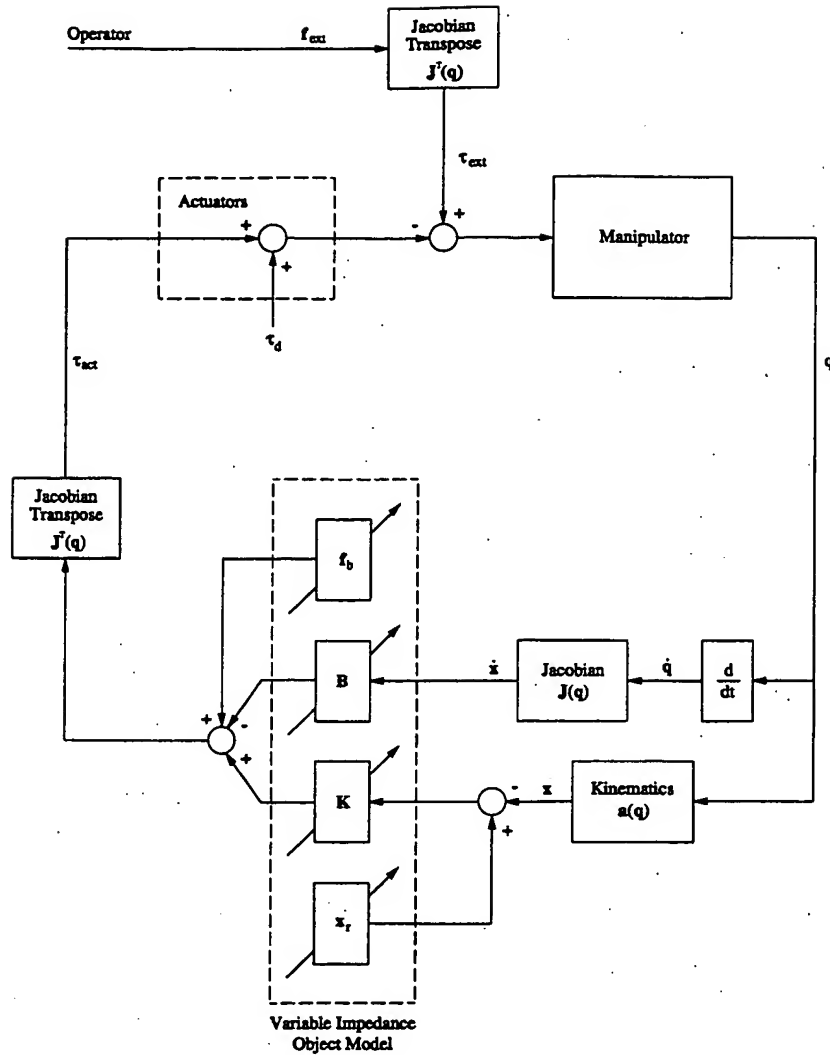 Operator
f_ext
Jacobian
Transpose
J^T(q)
τ_ext
Actuators
+
+
-
+
Manipulator
τ_d
τ_act
q
Jacobian
Transpose
J^T(q)
f_b
B
ẋ
Jacobian
J(q)
q̇
d
dt
+
-
+
K
-
x
+
Kinematics
a(q)
x_r
Variable Impedance
Object Model